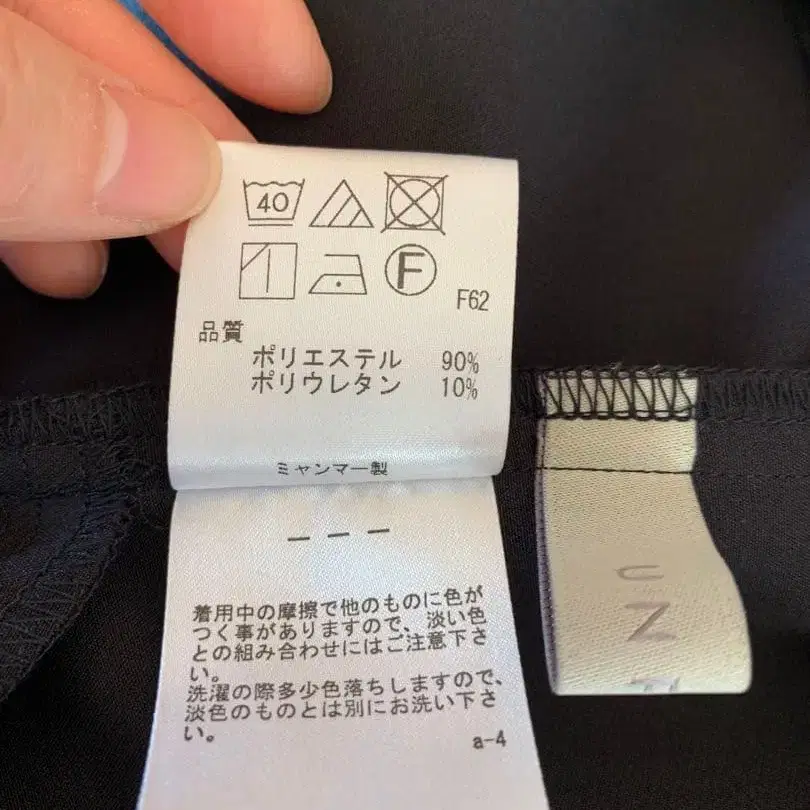 40
F
F62
品質
ポリエステル 90%
ポリウレタン 10%
ミャンマー製
ーーー
着用中の摩擦で他のものに色が
つく事がありますので、淡い色
との組み合わせにはご注意下さ
い。
洗濯の際多少色落ちしますので、
淡色のものとは別にお洗い下さ
い。
a-4
UN